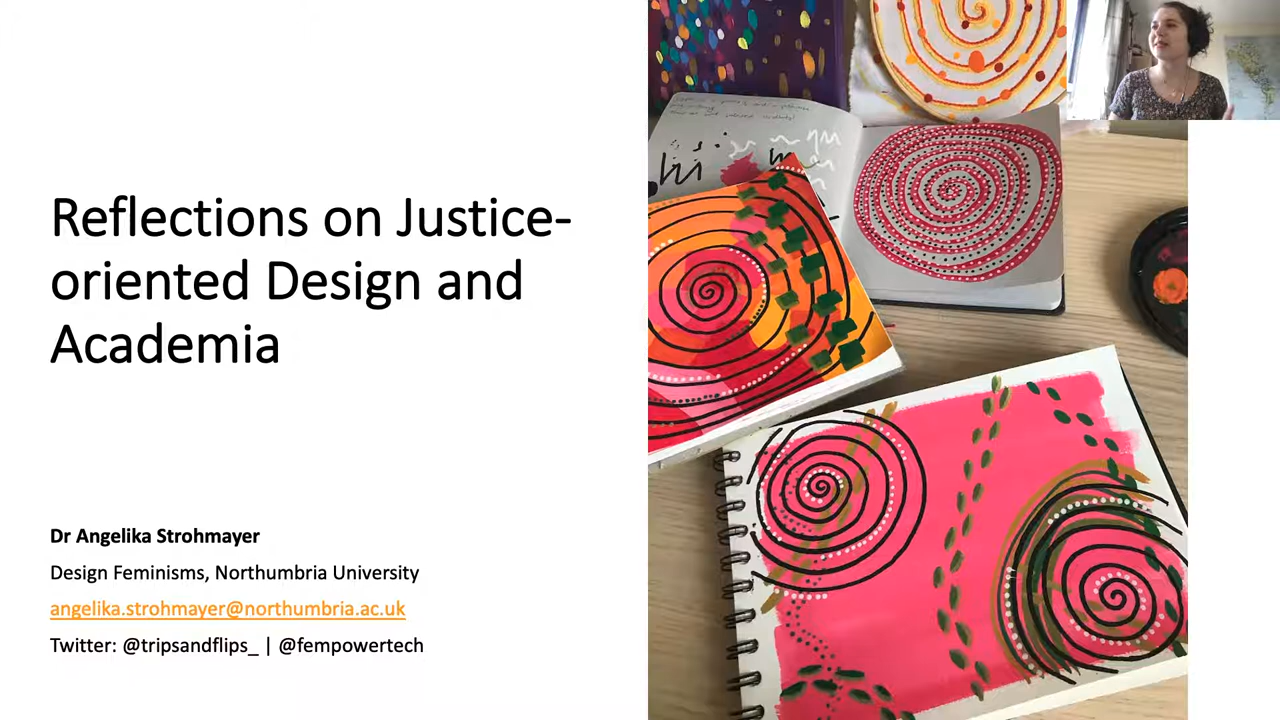 Reflections on Justice-
oriented Design and
Academia
Dr Angelika Strohmayer
Design Feminisms, Northumbria University
angelika.strohmayer@northumbria.ac.uk
Twitter: @tripsandflips_ | @fempowertech